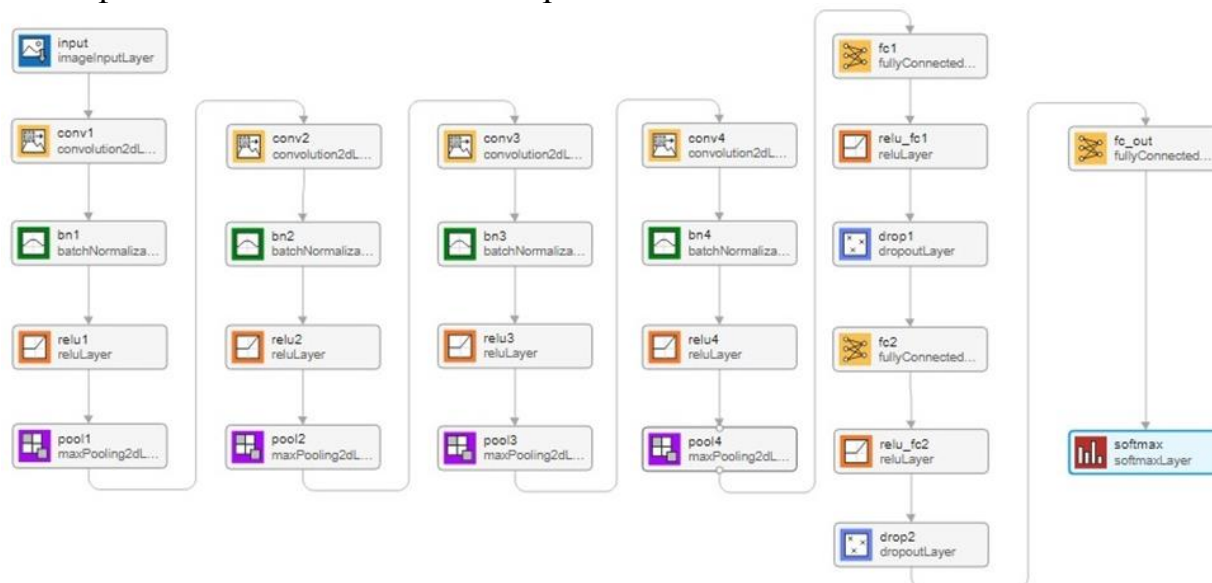 input
imageInputLayer
conv1
convolution2dL...
bn1
batchNormaliza...
relu1
reluLayer
pool1
maxPooling2dL...
conv2
convolution2dL...
bn2
batchNormaliza...
relu2
reluLayer
pool2
maxPooling2dL...
conv3
convolution2dL...
bn3
batchNormaliza...
relu3
reluLayer
pool3
maxPooling2dL...
conv4
convolution2dL...
bn4
batchNormaliza...
relu4
reluLayer
pool4
maxPooling2dL...
fc1
fullyConnected...
relu_fc1
reluLayer
drop1
dropoutLayer
fc2
fullyConnected...
relu_fc2
reluLayer
drop2
dropoutLayer
fc_out
fullyConnected...
softmax
softmaxLayer